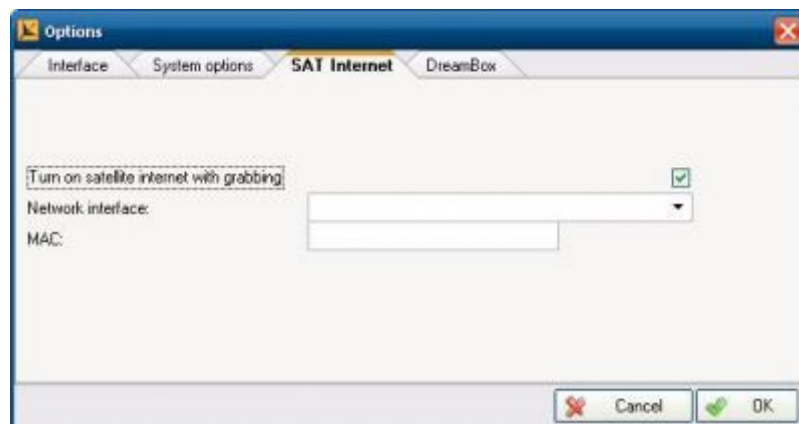 Options
Interface System options SAT Internet DreamBox
Turn on satellite internet with grabbing
Network interface:
MAC:
Cancel OK